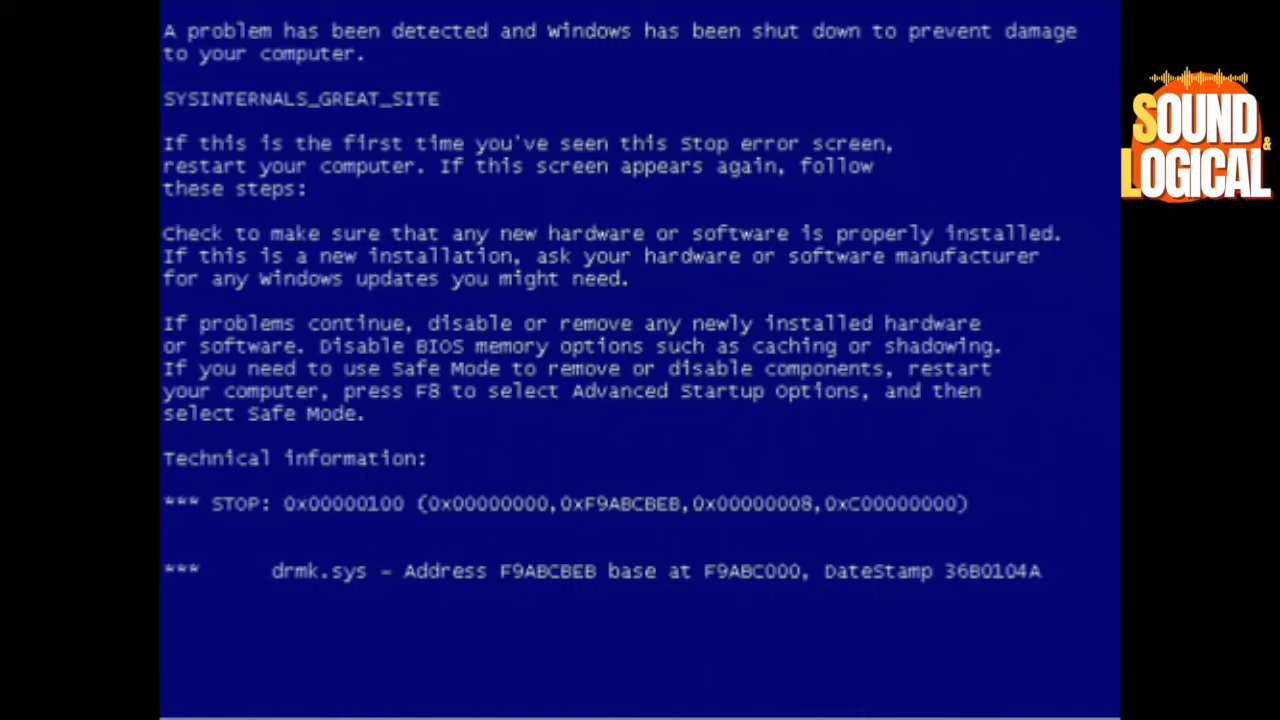 A problem has been detected and Windows has been shut down to prevent damage
to your computer.
SYSINTERNALS_GREAT_SITE
If this is the first time you've seen this Stop error screen,
restart your computer. If this screen appears again, follow
these steps:
Check to make sure that any new hardware or software is properly installed.
If this is a new installation, ask your hardware or software manufacturer
for any Windows updates you might need.
If problems continue, disable or remove any newly installed hardware
or software. Disable BIOS memory options such as caching or shadowing.
If you need to use Safe Mode to remove or disable components, restart
your computer, press F8 to select Advanced Startup Options, and then
select Safe Mode.
Technical information:
*** STOP: 0x00000100 (0x00000000,0xF9ABCBEB,0x00000008,0xC00000000)
*** drmk.sys - Address F9ABCBEB base at F9ABC000, DateStamp 36B0104A
SOUND
&
LOGICAL